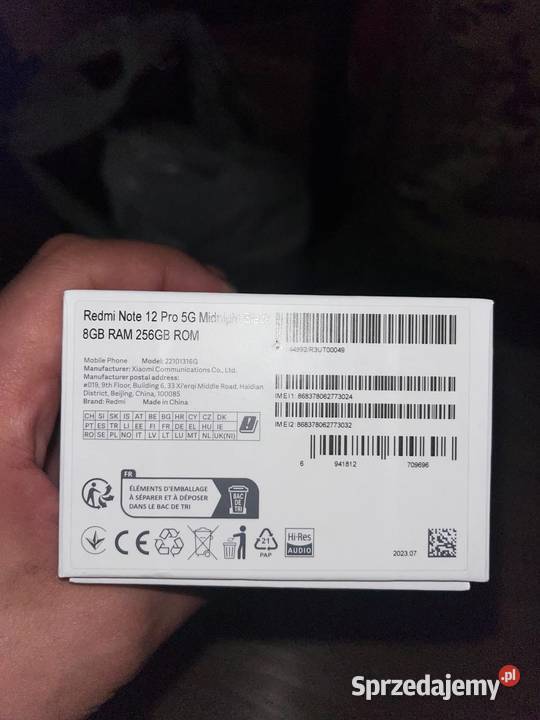 Redmi Note 12 Pro 5G Midnight
8GB RAM 256GB ROM
44992/R3UT00049
Mobile Phone Model: 22101316G
Manufacturer: Xiaomi Communications Co., Ltd.
Manufacturer postal address:
#019, 9th Floor, Building 6, 33 Xi'erqi Middle Road, Haidian
District, Beijing, China, 100085
Brand: Redmi Made in China
IMEI1: 868378062773024
IMEI2: 868378062773032
CH SI SK IS AT BE BG HR CY CZ DK
PT ES TR LI EE FI FR DE EL HU IE
RO SE PL NO IT LV LT LU MT NL UK(NI)
6 941812 709696
FR
ÉLÉMENTS D'EMBALLAGE
À SÉPARER ET À DÉPOSER
DANS LE BAC DE TRI
BAC
DE
TRI
CE
21
PAP
Hi-Res
AUDIO
2023.07
Sprzedajemy.pl